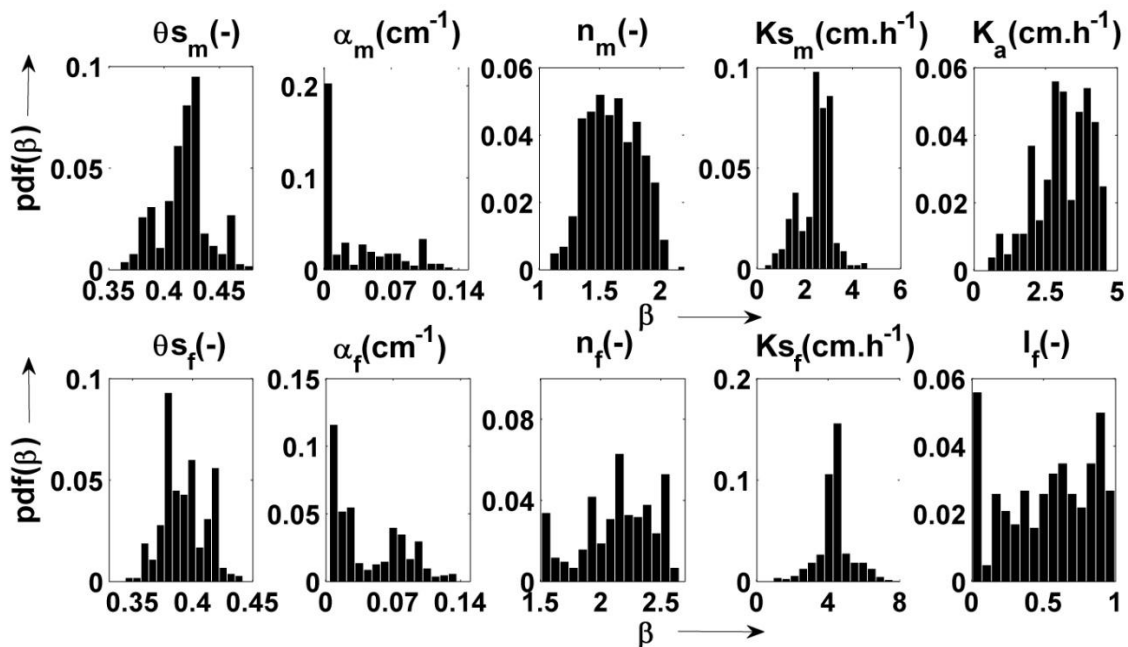 θs_m(-) α_m(cm⁻¹) n_m(-) Ks_m(cm.h⁻¹) K_a(cm.h⁻¹)
pdf(β)
0.1 0.2 0.06 0.1 0.06
0.05 0.1 0.04 0.05 0.04
0.02 0.02
0 0 0 0 0
0.35 0.4 0.45 0 0.07 0.14 1 1.5 2 0 2 4 6 0 2.5 5
β
θs_f(-) α_f(cm⁻¹) n_f(-) Ks_f(cm.h⁻¹) l_f(-)
pdf(β)
0.1 0.15 0.08 0.2 0.06
0.05 0.1 0.04 0.1 0.04
0.05 0.02
0 0 0 0 0
0.35 0.4 0.45 0 0.07 0.14 1.5 2 2.5 0 4 8 0 0.5 1
β